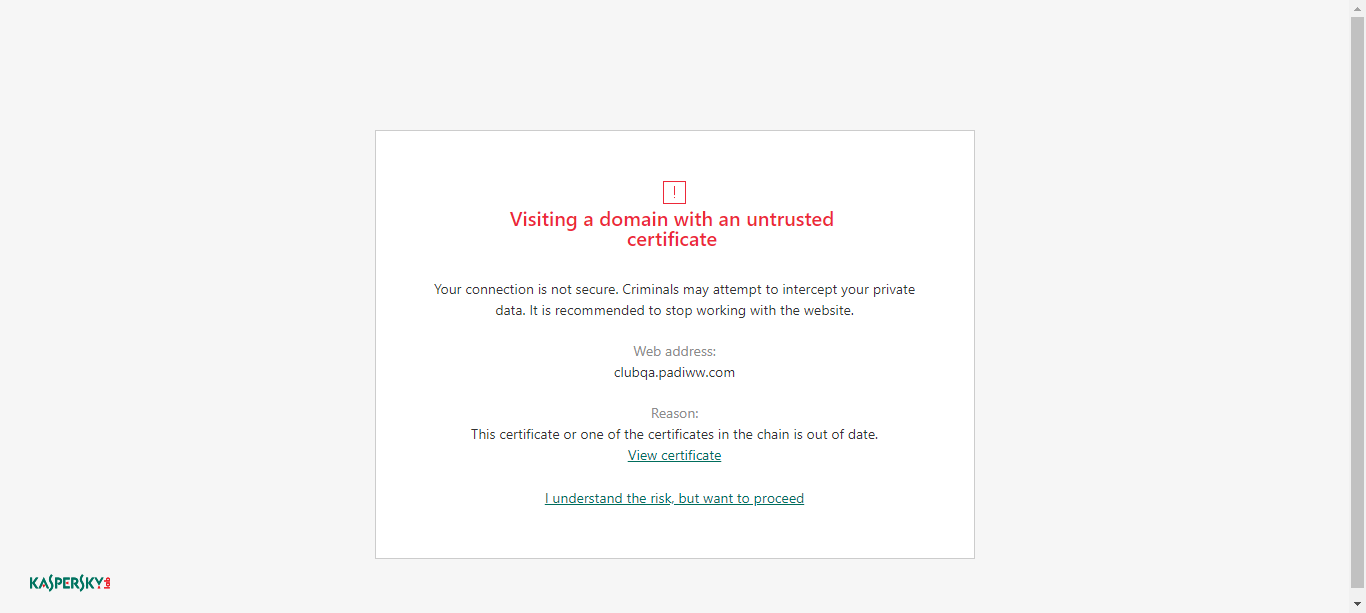 !
Visiting a domain with an untrusted
certificate
Your connection is not secure. Criminals may attempt to intercept your private
data. It is recommended to stop working with the website.
Web address:
clubqa.padiww.com
Reason:
This certificate or one of the certificates in the chain is out of date.
View certificate
I understand the risk, but want to proceed
KASPERSKY